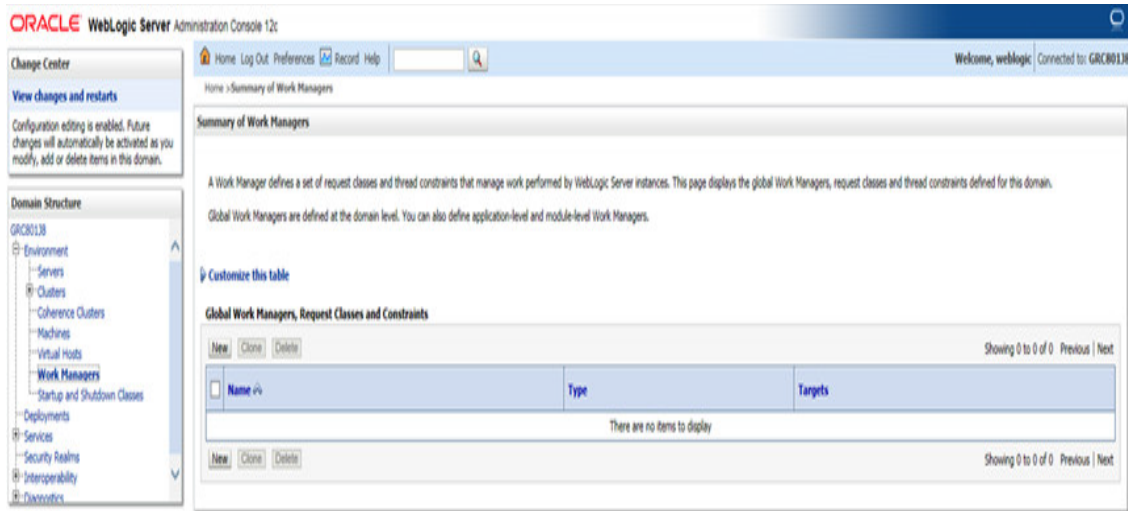 ORACLE WebLogic Server Administration Console 12c
Change Center
View changes and restarts
Configuration editing is enabled. Future
changes will automatically be activated as you
modify, add or delete items in this domain.
Domain Structure
GRC801JB
Environment
Servers
Clusters
Coherence Clusters
Machines
Virtual Hosts
Work Managers
Startup and Shutdown Classes
Deployments
Services
Security Realms
Interoperability
Diagnostics
Home Log Out Preferences Record Help
Welcome, weblogic Connected to: GRC801JB
Home >Summary of Work Managers
Summary of Work Managers
A Work Manager defines a set of request classes and thread constraints that manage work performed by WebLogic Server instances. This page displays the global Work Managers, request classes and thread constraints defined for this domain.
Global Work Managers are defined at the domain level. You can also define application-level and module-level Work Managers.
Customize this table
Global Work Managers, Request Classes and Constraints
New Clone Delete Showing 0 to 0 of 0 Previous | Next
Name Type Targets
There are no items to display
New Clone Delete Showing 0 to 0 of 0 Previous | Next